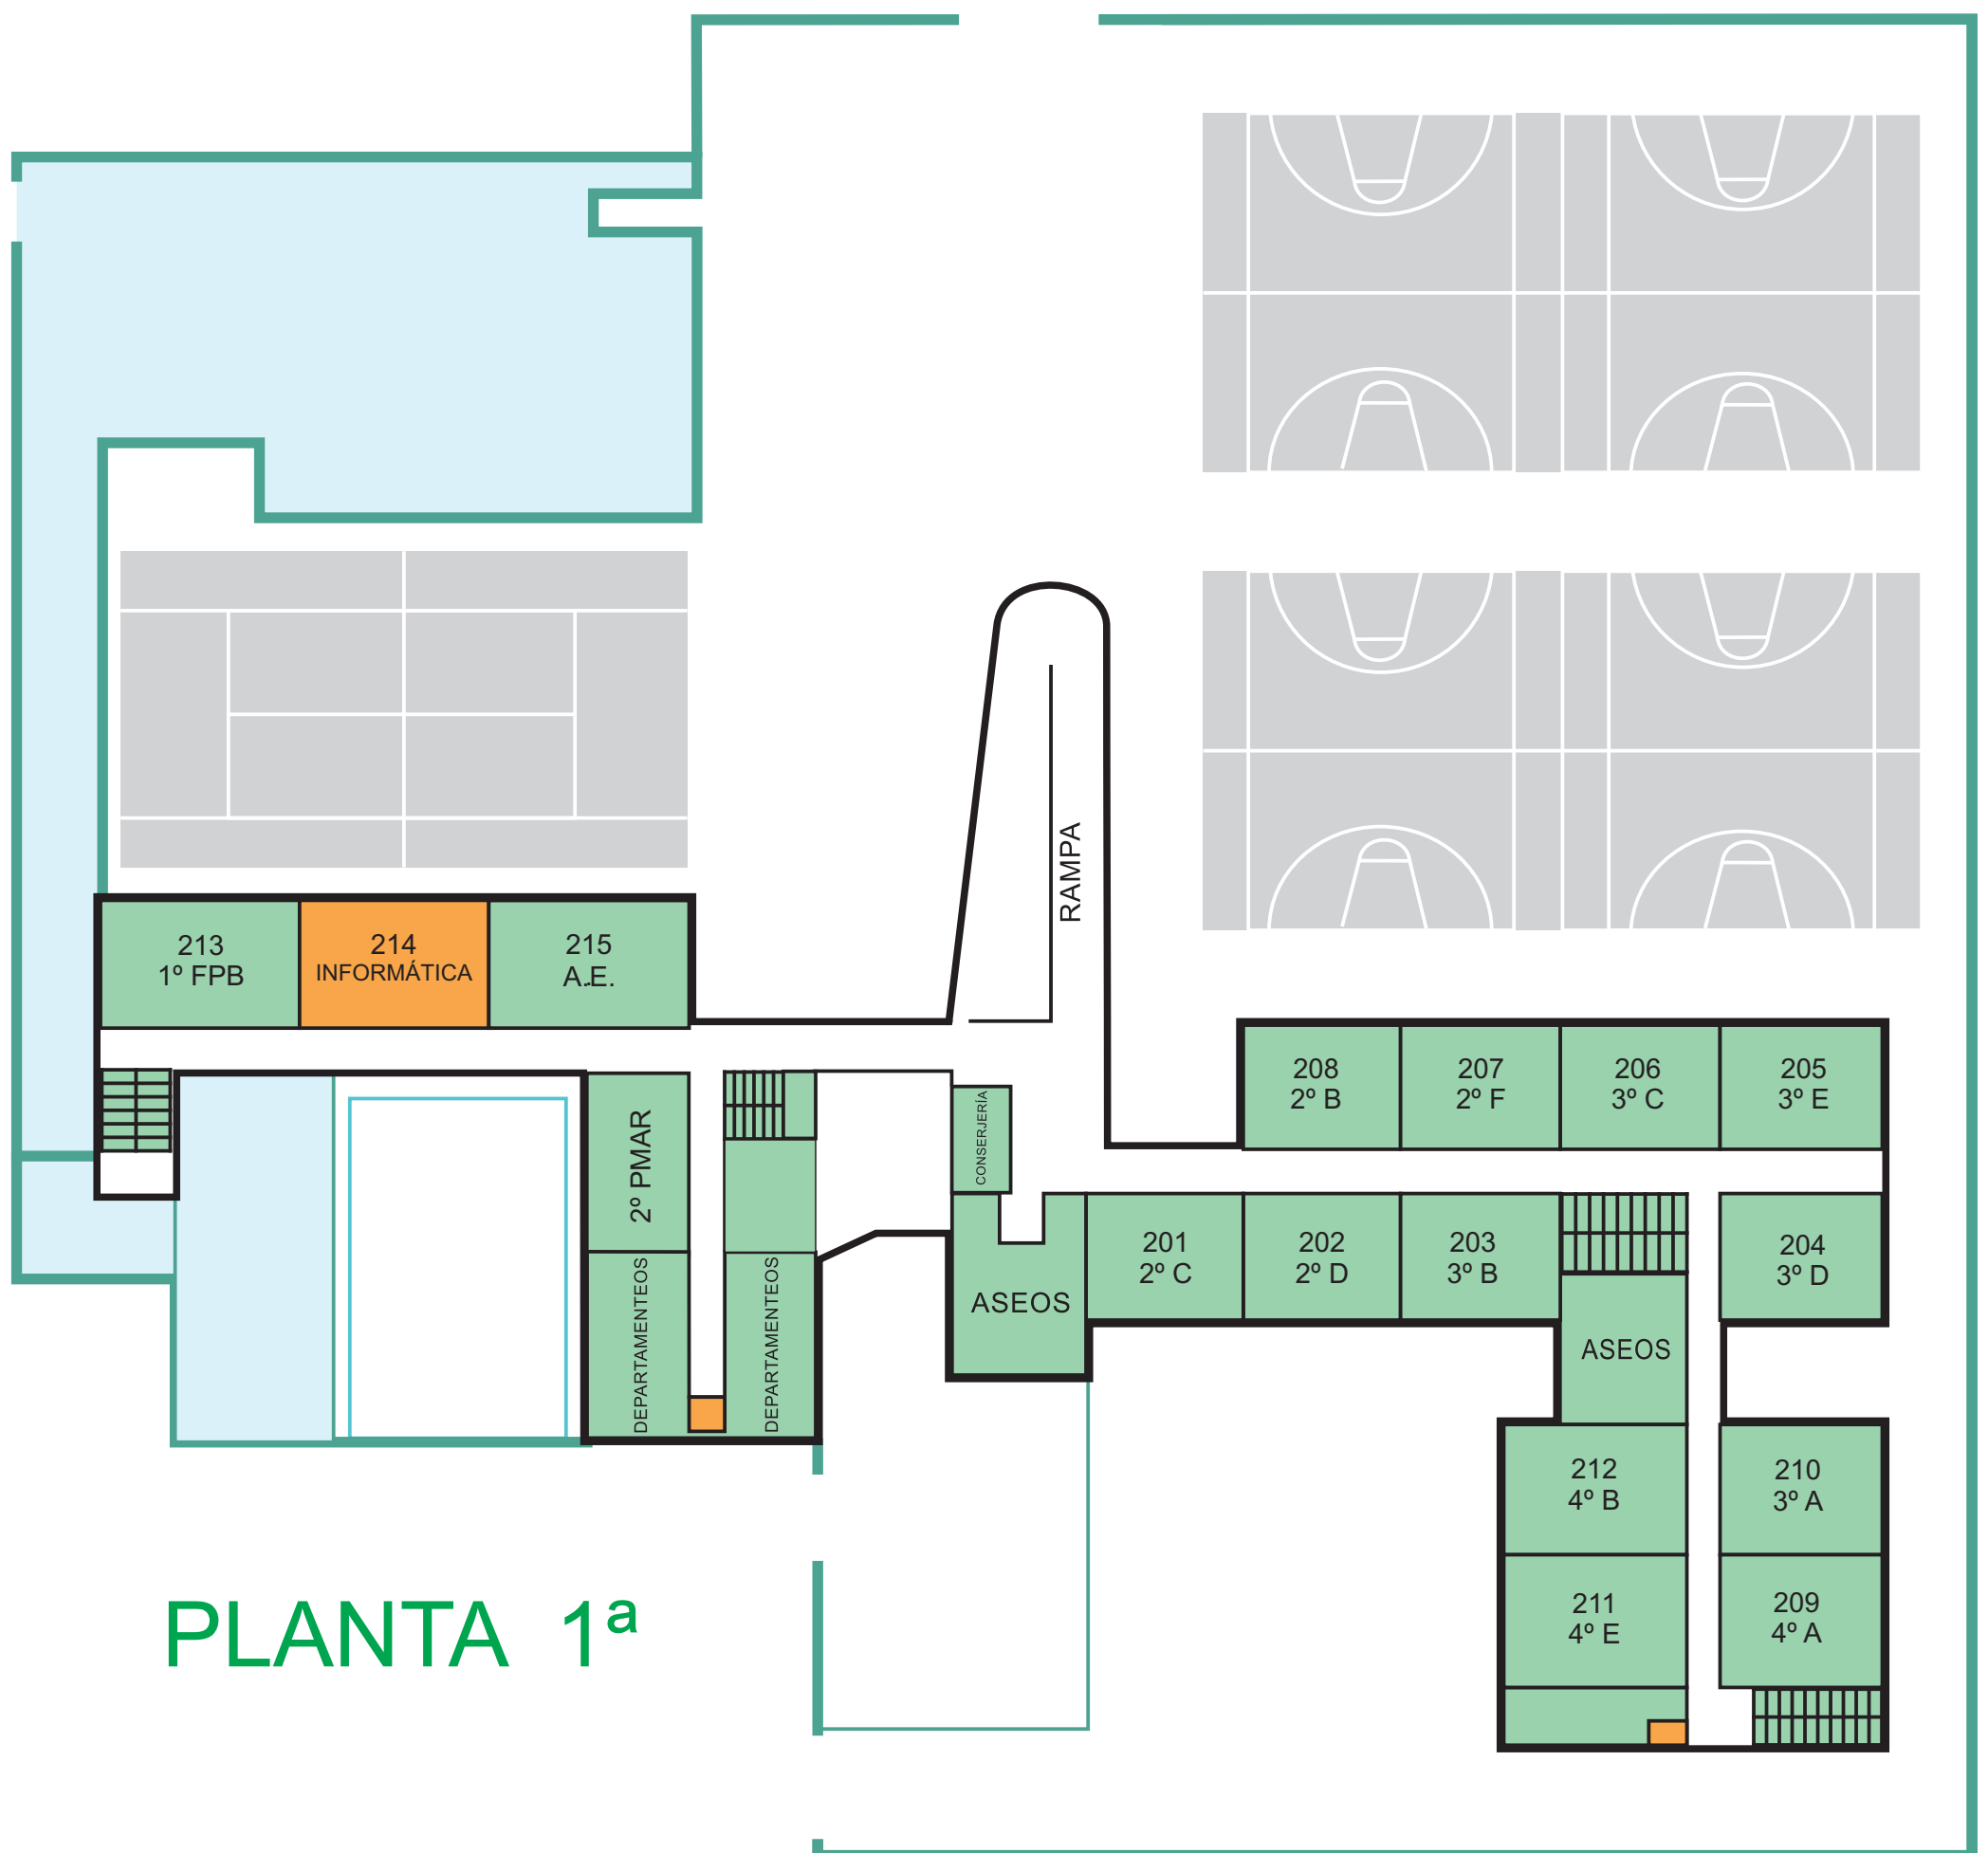 RAMPA
213
1º FPB
214
INFORMÁTICA
215
A.E.
208
2º B
207
2º F
206
3º C
205
3º E
2º PMAR
CONSERJERÍA
201
2º C
202
2º D
203
3º B
204
3º D
ASEOS
DEPARTAMENTEOS
DEPARTAMENTEOS
ASEOS
212
4º B
210
3º A
211
4º E
209
4º A
PLANTA 1ª